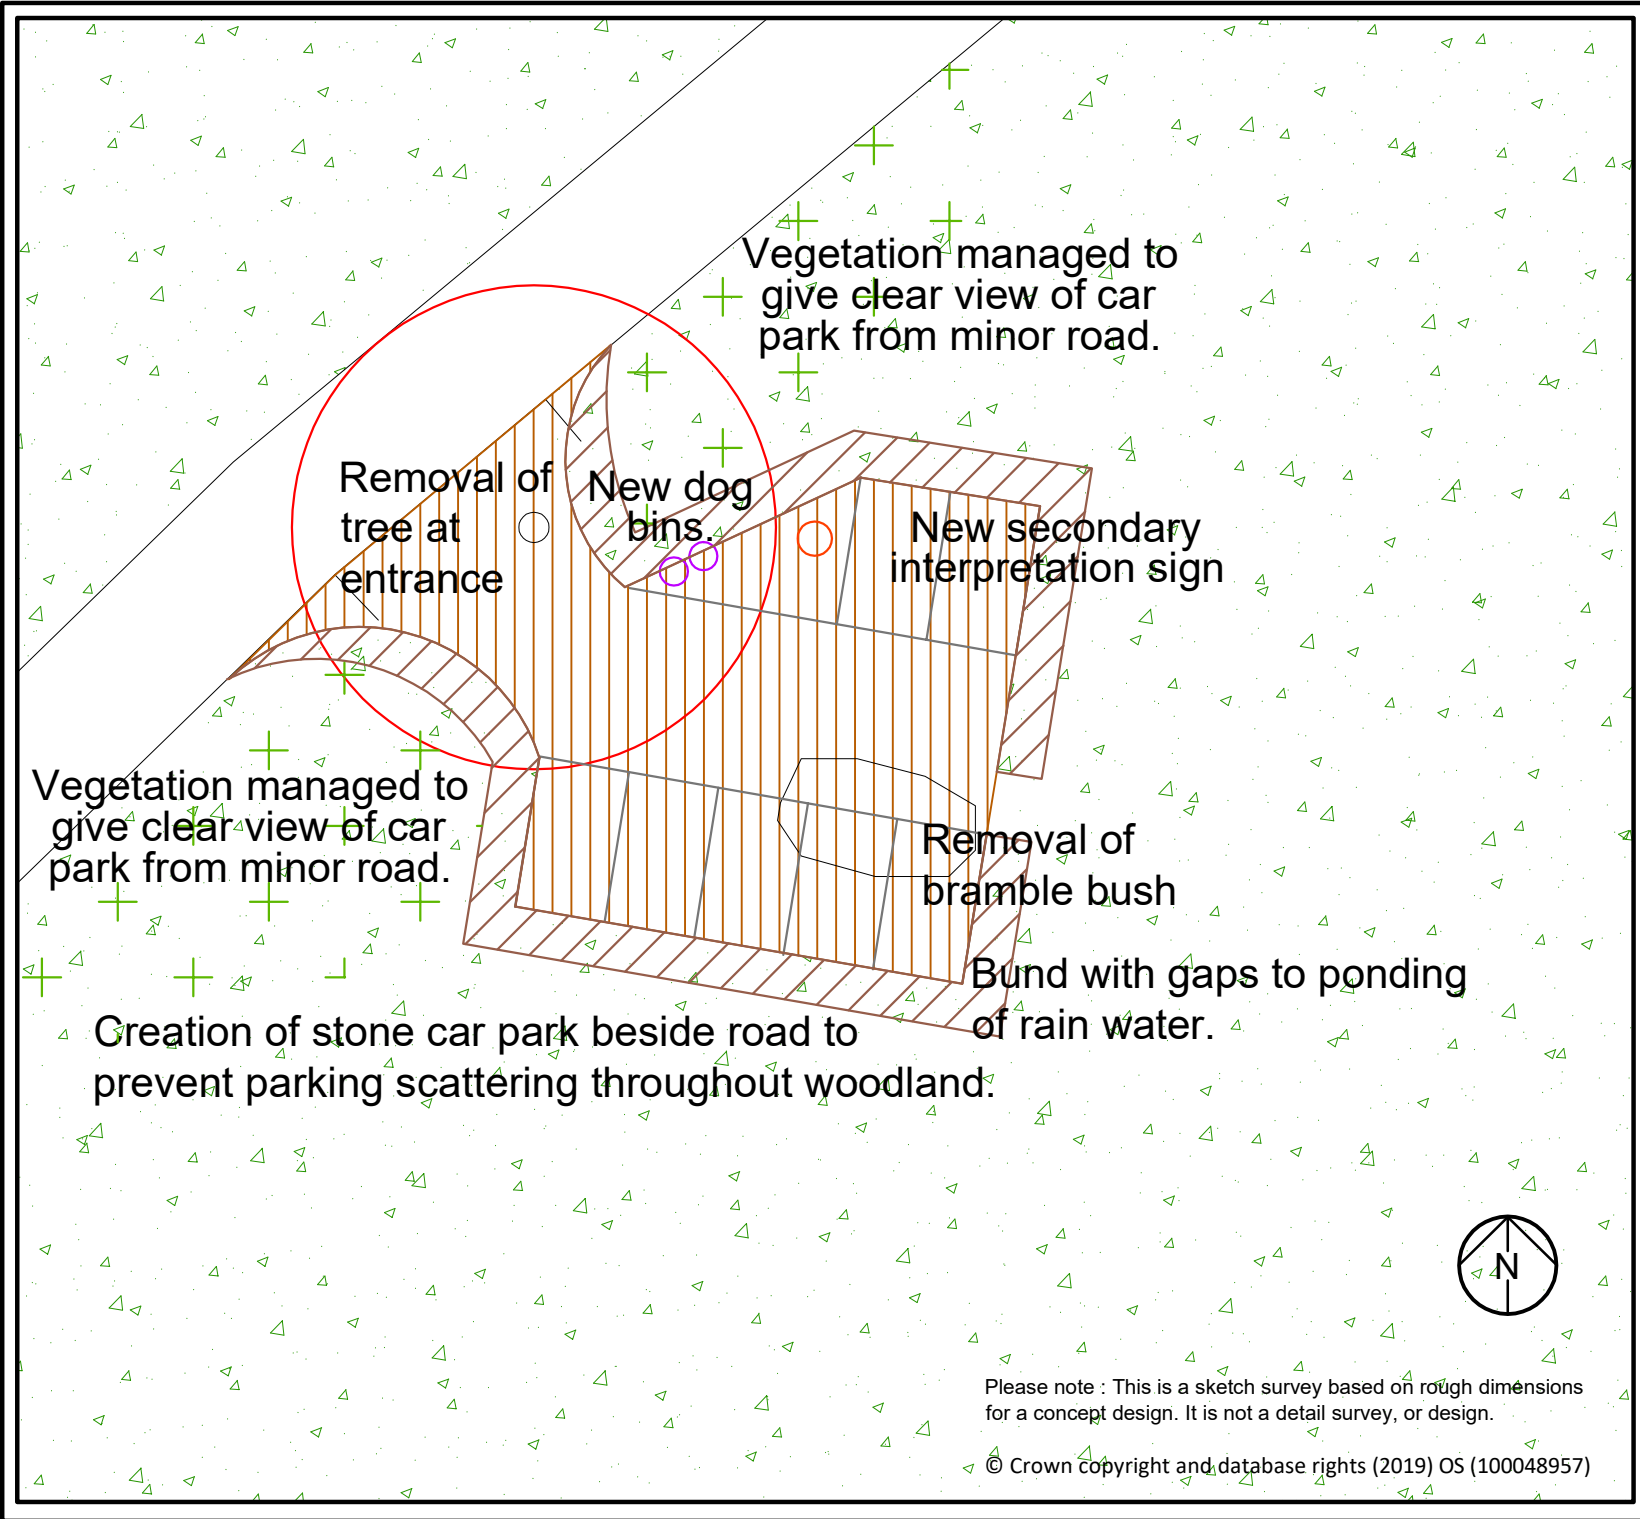 Vegetation managed to
give clear view of car
park from minor road.
Removal of
tree at
entrance
New dog
bins.
New secondary
interpretation sign
Vegetation managed to
give clear view of car
park from minor road.
Removal of
bramble bush
Bund with gaps to ponding
of rain water.
Creation of stone car park beside road to
prevent parking scattering throughout woodland.
N
Please note : This is a sketch survey based on rough dimensions
for a concept design. It is not a detail survey, or design.
© Crown copyright and database rights (2019) OS (100048957)